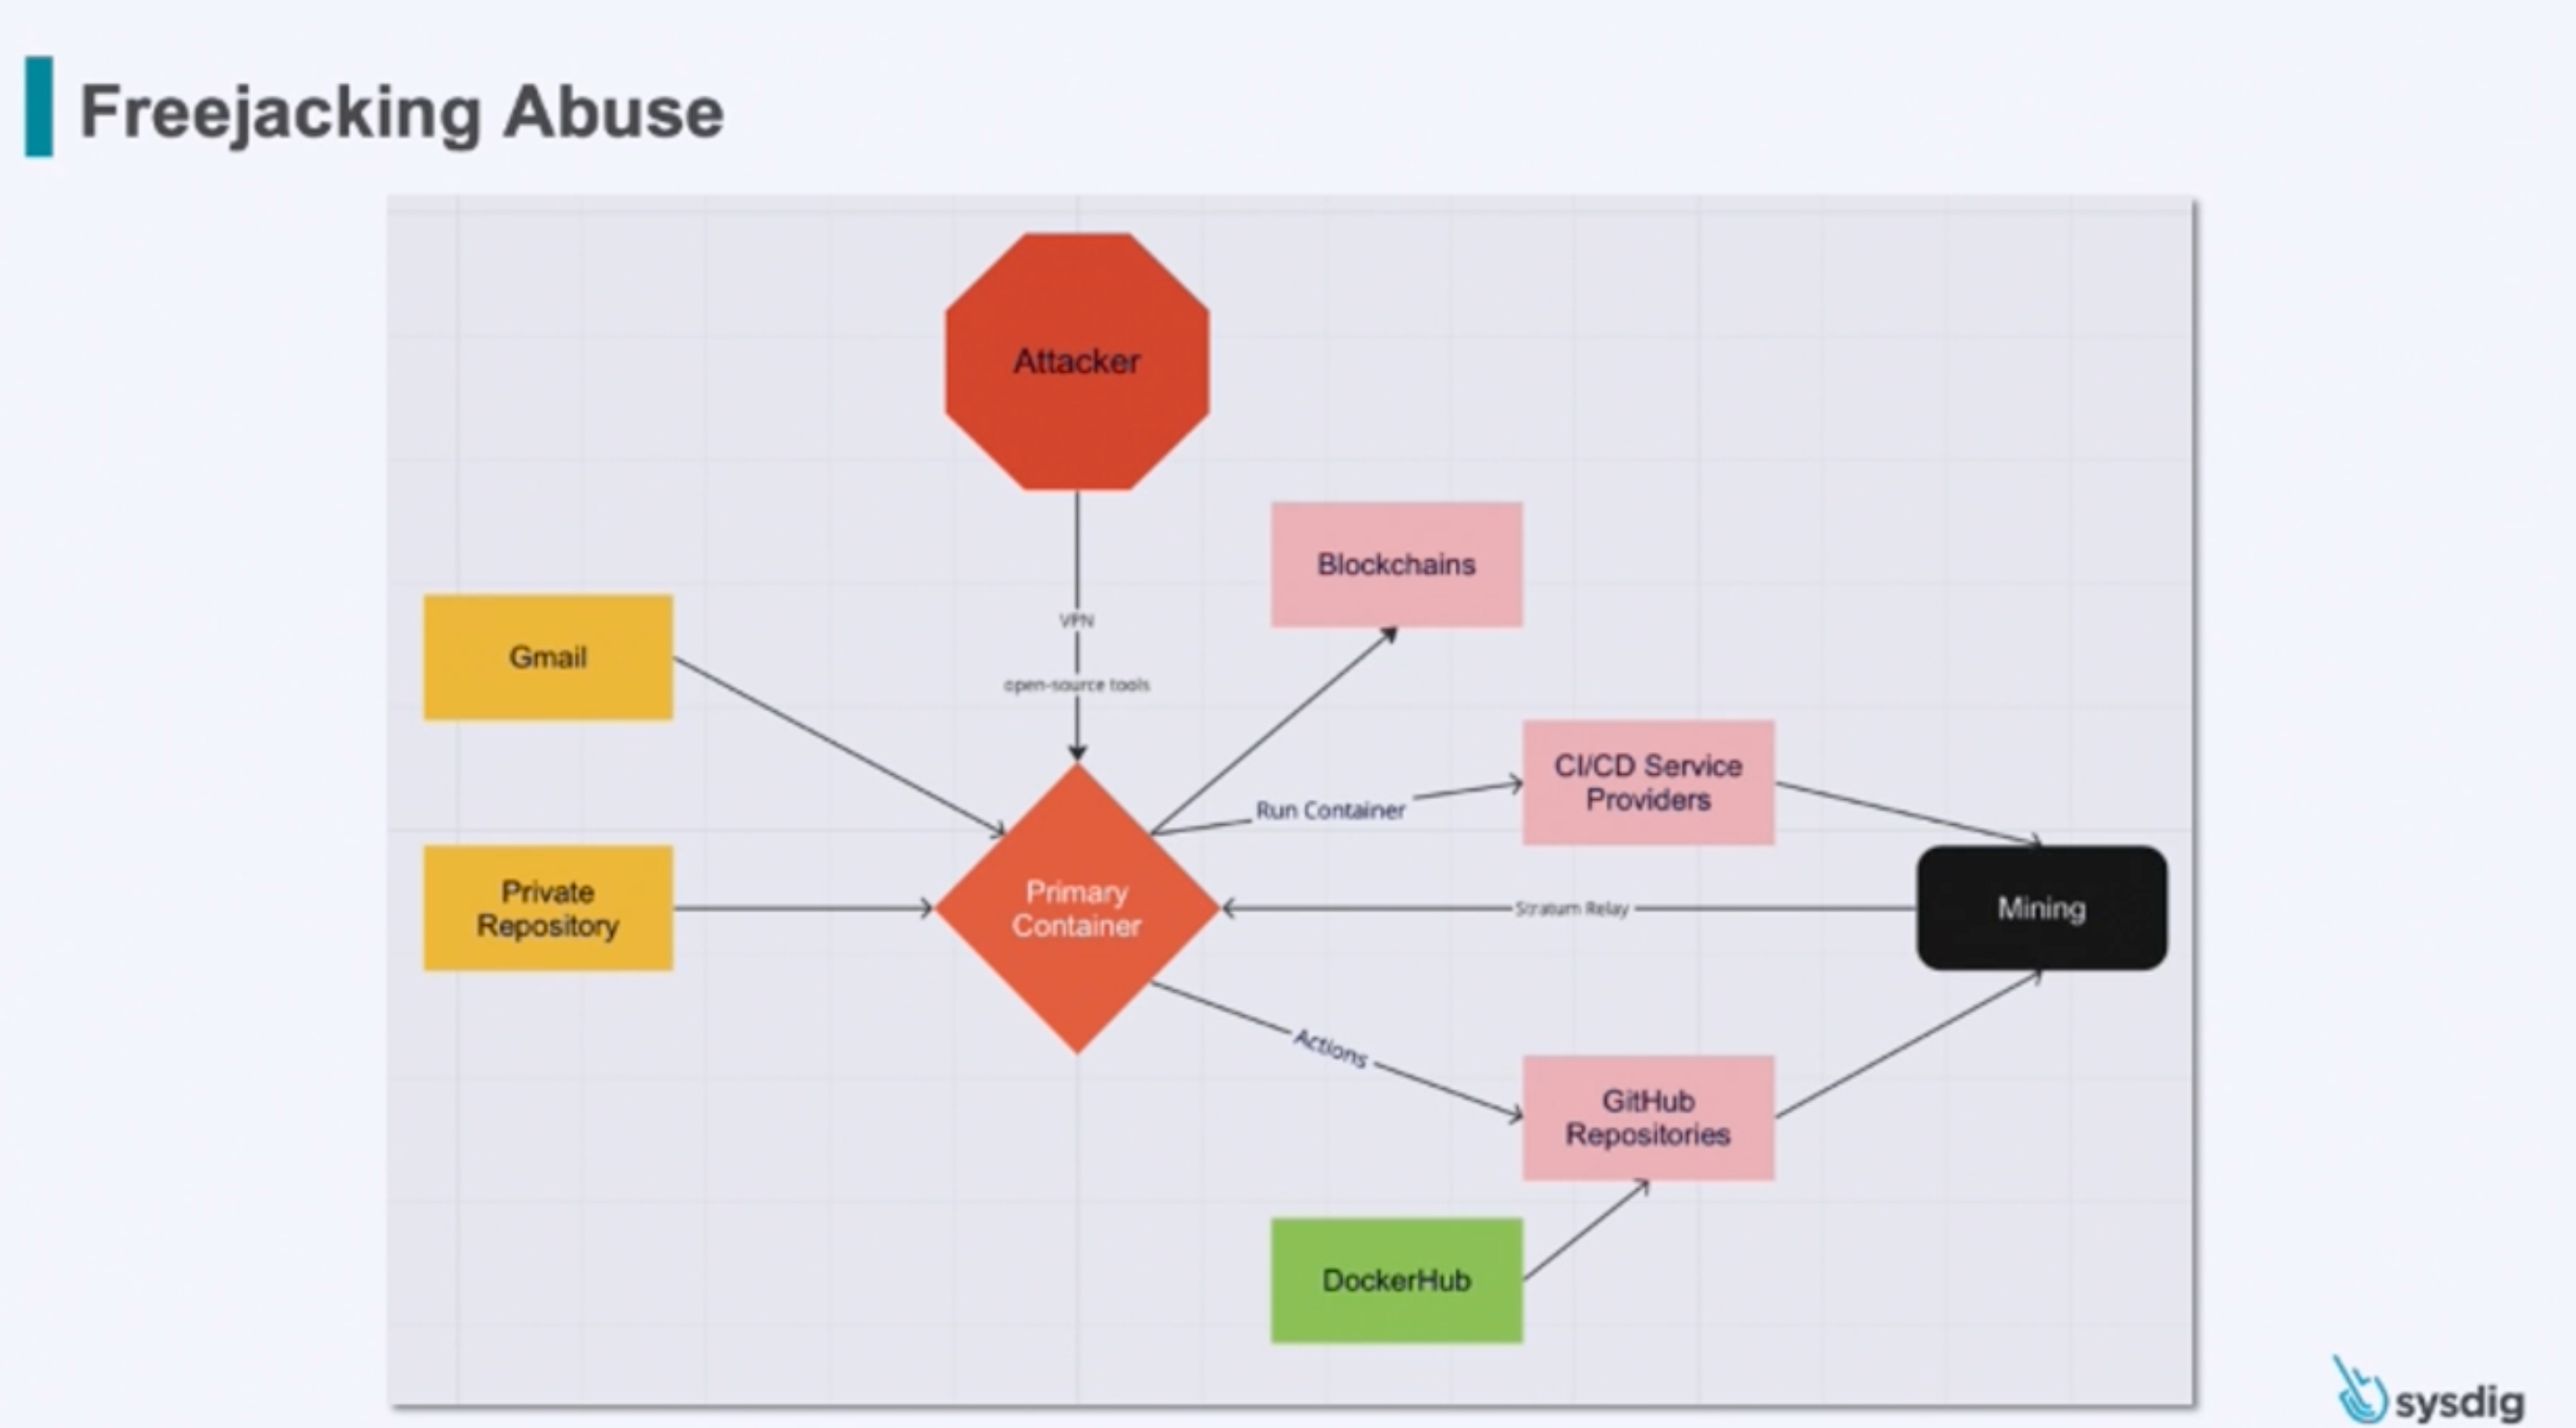 Freejacking Abuse
Attacker
Blockchains
VPN
Gmail
open-source tools
CI/CD Service
Providers
Run Container
Private
Repository
Primary
Container
Stratum Relay
Mining
Actions
GitHub
Repositories
DockerHub
sysdig